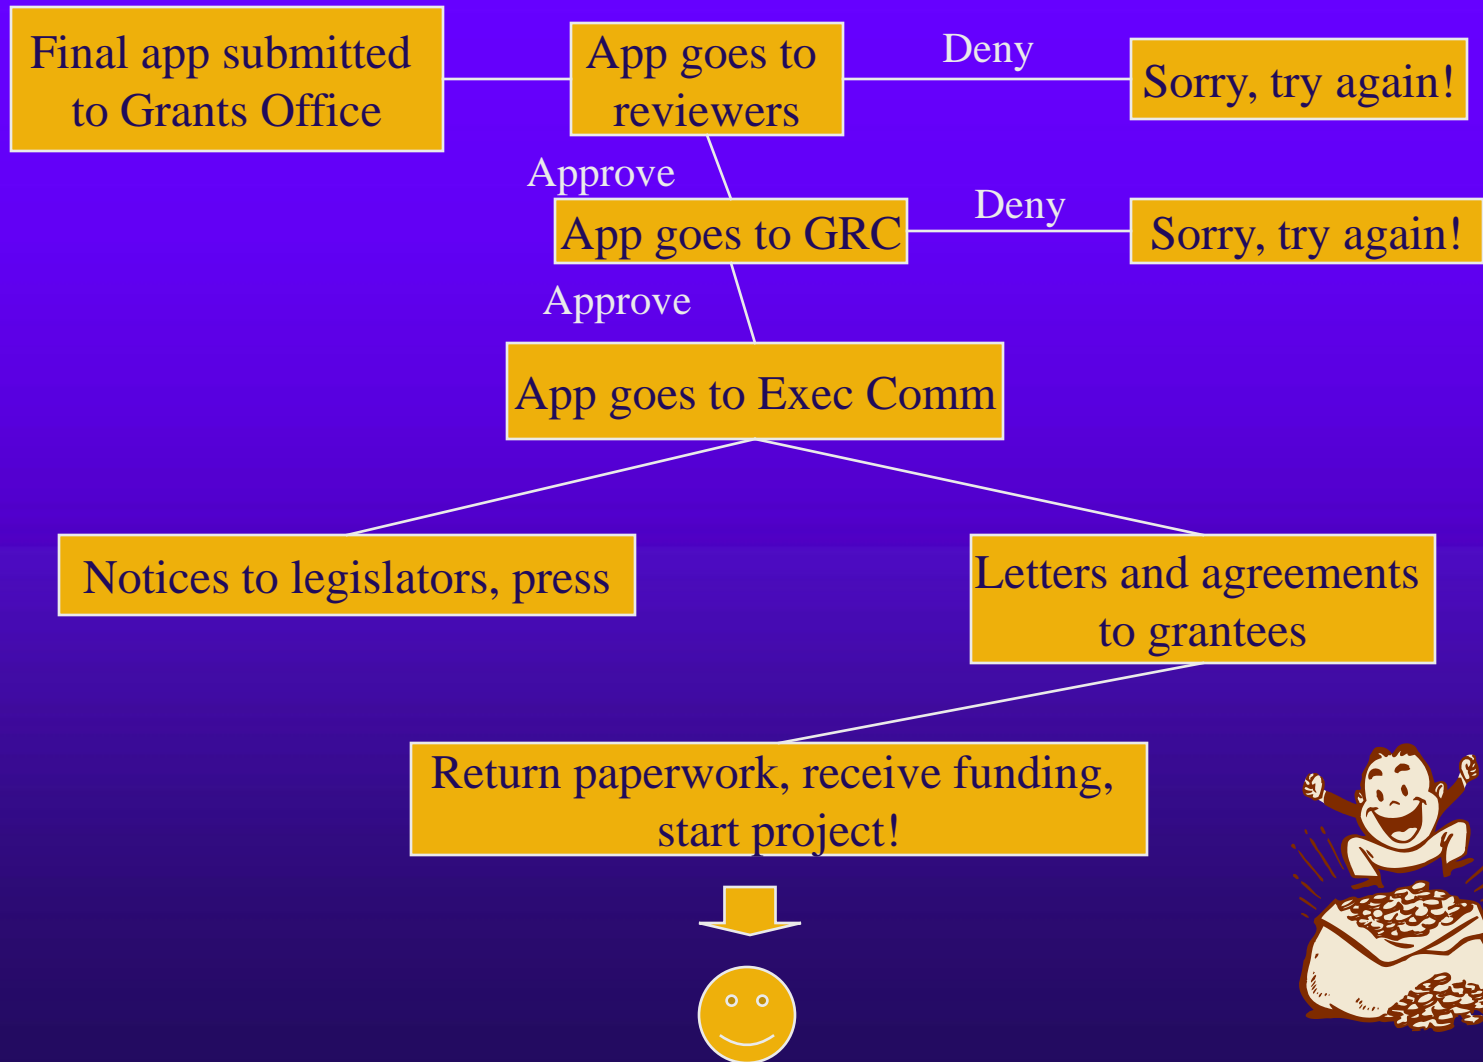 Final app submitted
to Grants Office
App goes to
reviewers
Deny
Sorry, try again!
Approve
App goes to GRC
Deny
Sorry, try again!
Approve
App goes to Exec Comm
Notices to legislators, press
Letters and agreements
to grantees
Return paperwork, receive funding,
start project!